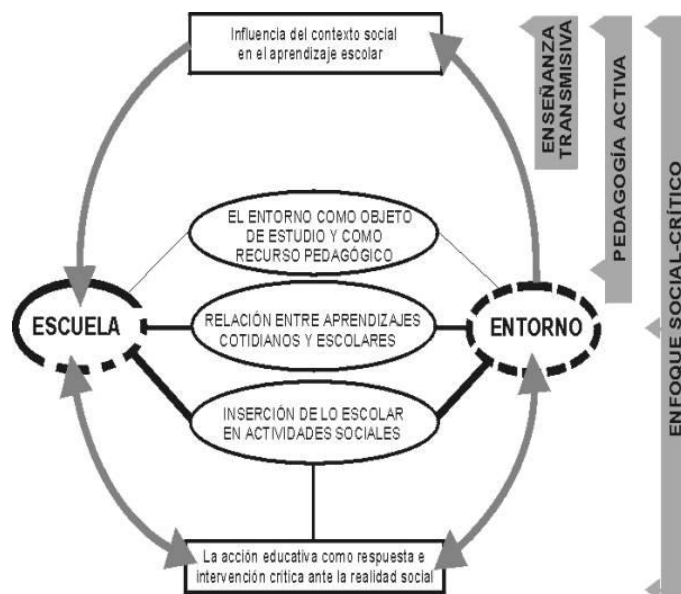 Influencia del contexto social
en el aprendizaje escolar
ENSEÑANZA
TRANSMISIVA
PEDAGOGÍA ACTIVA
ENFOQUE SOCIAL-CRÍTICO
EL ENTORNO COMO OBJETO
DE ESTUDIO Y COMO
RECURSO PEDAGÓGICO
ESCUELA
RELACIÓN ENTRE APRENDIZAJES
COTIDIANOS Y ESCOLARES
ENTORNO
INSERCIÓN DE LO ESCOLAR
EN ACTIVIDADES SOCIALES
La acción educativa como respuesta e
intervención crítica ante la realidad social